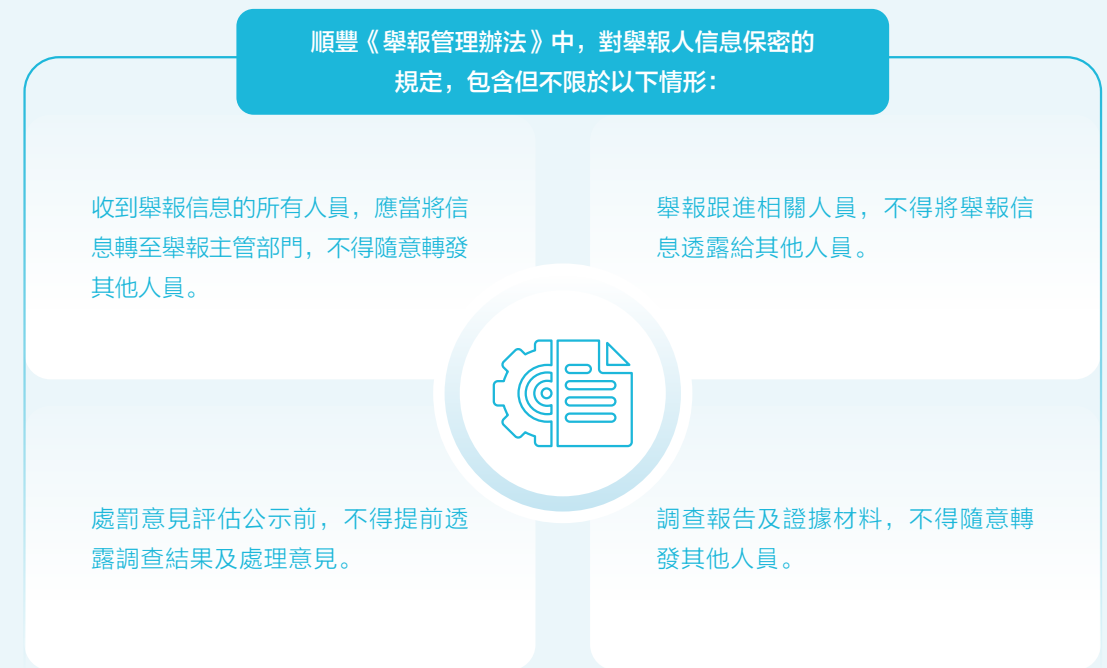 順豐《舉報管理辦法》中，對舉報人信息保密的
規定，包含但不限於以下情形：
收到舉報信息的所有人員，應當將信
息轉至舉報主管部門，不得隨意轉發
其他人員。
舉報跟進相關人員，不得將舉報信
息透露給其他人員。
處罰意見評估公示前，不得提前透
露調查結果及處理意見。
調查報告及證據材料，不得隨意轉
發其他人員。